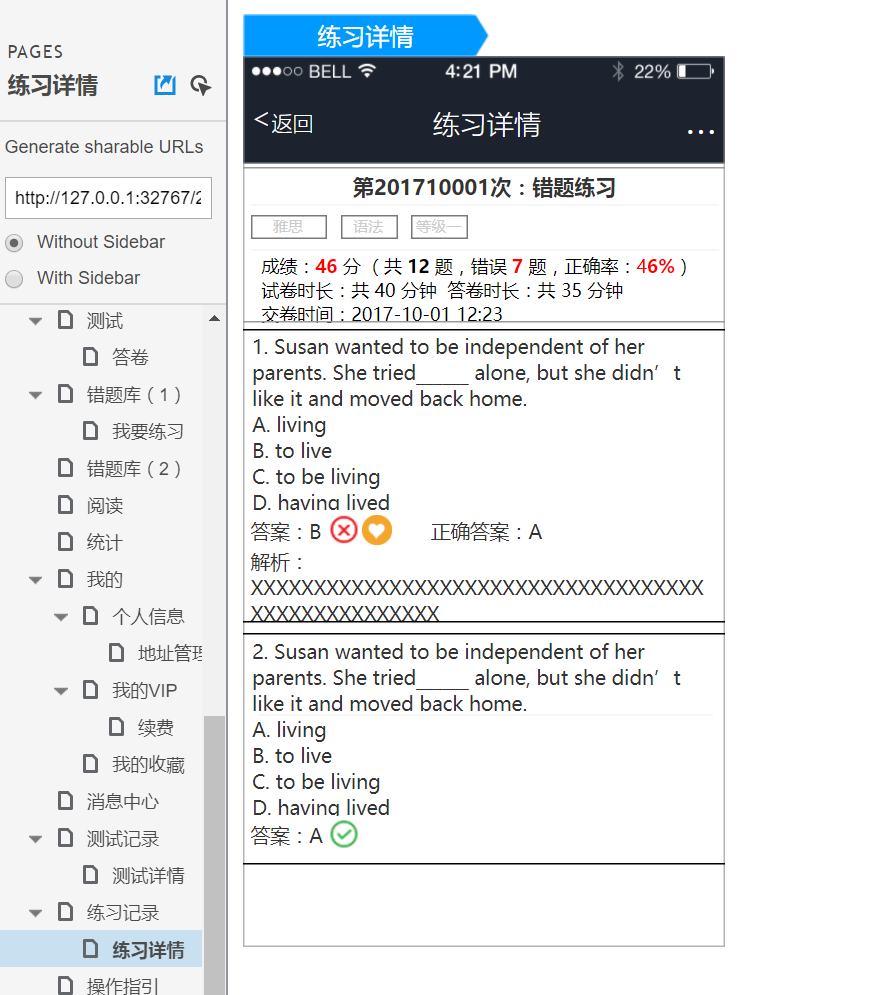 PAGES
练习详情
Generate sharable URLs
http://127.0.0.1:32767/2
Without Sidebar
With Sidebar
测试
答卷
错题库（1）
我要练习
错题库（2）
阅读
统计
我的
个人信息
地址管理
我的VIP
续费
我的收藏
消息中心
测试记录
测试详情
练习记录
练习详情
操作指引
练习详情
BELL 4:21 PM 22%
<返回 练习详情 ...
第201710001次：错题练习
雅思 语法 等级一
成绩：46 分（共 12 题，错误 7 题，正确率：46% ）
试卷时长：共 40 分钟 答卷时长：共 35 分钟
交卷时间：2017-10-01 12:23
1. Susan wanted to be independent of her
parents. She tried_____ alone, but she didn’t
like it and moved back home.
A. living
B. to live
C. to be living
D. having lived
答案：B 正确答案：A
解析：
XXXXXXXXXXXXXXXXXXXXXXXXXXXXXXXXXXXX
XXXXXXXXXXXXXXX
2. Susan wanted to be independent of her
parents. She tried_____ alone, but she didn’t
like it and moved back home.
A. living
B. to live
C. to be living
D. having lived
答案：A